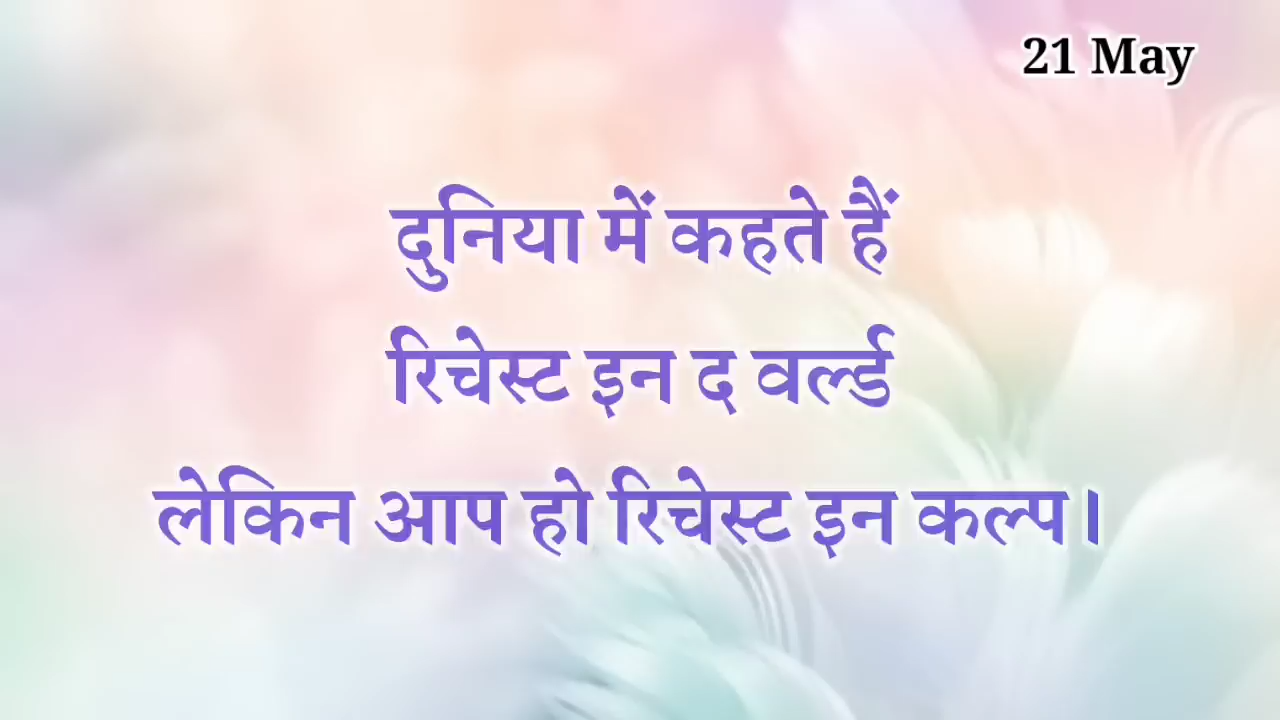 21 May
दुनिया में कहते हैं
रिचेस्ट इन द वर्ल्ड
लेकिन आप हो रिचेस्ट इन कल्प।